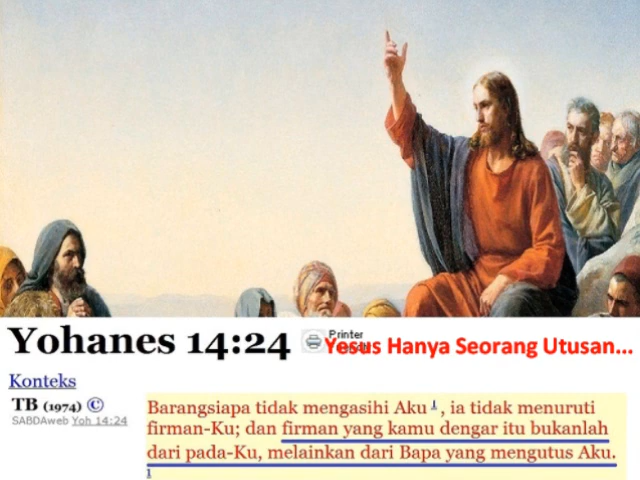 Yohanes 14:24
Printer
Yesus Hanya Seorang Utusan...
Konteks
TB (1974) ©
SABDAweb Yoh 14:24
Barangsiapa tidak mengasihi Aku 1 , ia tidak menuruti
firman-Ku; dan firman yang kamu dengar itu bukanlah
dari pada-Ku, melainkan dari Bapa yang mengutus Aku.
1